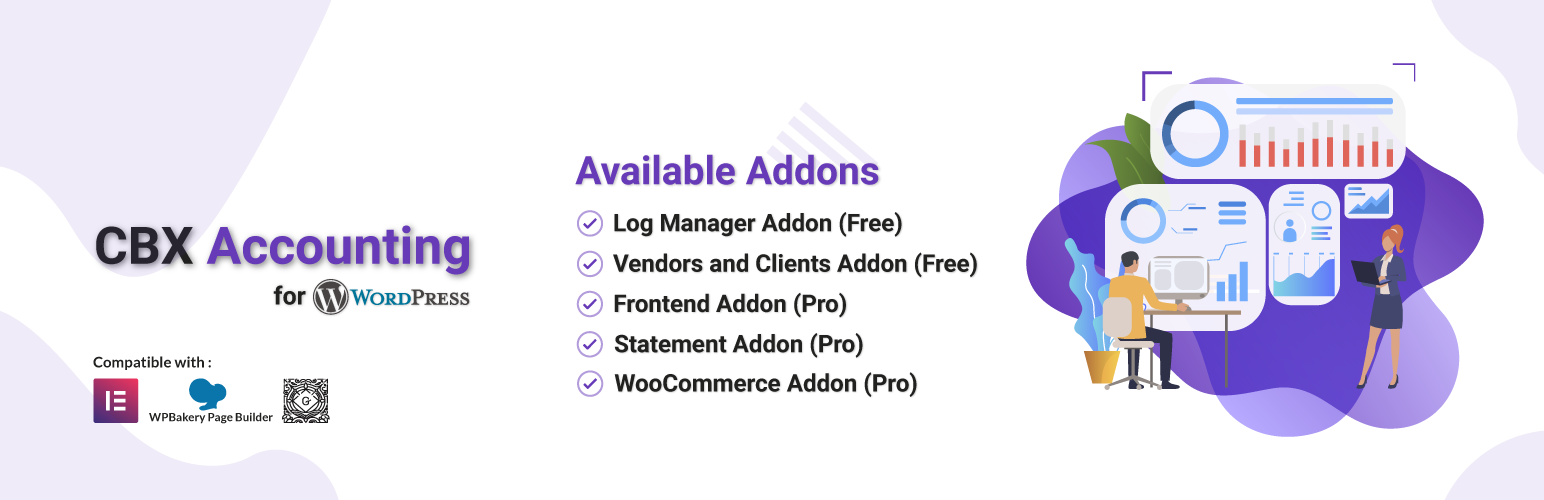 CBX Accounting
for WORDPRESS
Compatible with :
WPBakery Page Builder
G
Available Addons
Log Manager Addon (Free)
Vendors and Clients Addon (Free)
Frontend Addon (Pro)
Statement Addon (Pro)
WooCommerce Addon (Pro)